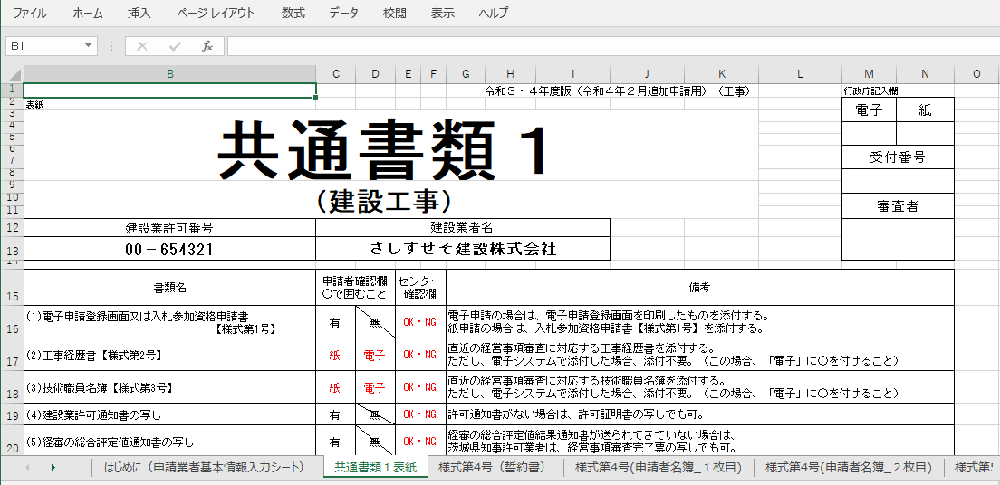 ファイル ホーム 挿入 ページ レイアウト 数式 データ 校閲 表示 ヘルプ
B1 fx
B C D E F G H I J K L M N O
1 令和３・４年度版（令和４年２月追加申請用）（工事） 行政庁記入欄
2 表紙 電子 紙
3
4
5
6
7 共通書類１ 受付番号
8
9
10 （建設工事） 審査者
11
12 建設業許可番号 建設業者名
13 00－654321 さしすせそ建設株式会社
14
15 書類名 申請者確認欄 センター 備考
〇で囲むこと 確認欄
16 (1)電子申請登録画面又は入札参加資格申請書 有 無 OK・NG 電子申請の場合は、電子申請登録画面を印刷したものを添付する。
【様式第1号】 紙申請の場合は、入札参加資格申請書【様式第1号】を添付する。
17 (2)工事経歴書【様式第2号】 紙 電子 OK・NG 直近の経営事項審査に対応する工事経歴書を添付する。
ただし、電子システムで添付した場合、添付不要。（この場合、「電子」に〇を付けること）
18 (3)技術職員名簿【様式第3号】 紙 電子 OK・NG 直近の経営事項審査に対応する技術職員名簿を添付する。
ただし、電子システムで添付した場合、添付不要。（この場合、「電子」に〇を付けること）
19 (4)建設業許可通知書の写し 有 無 OK・NG 許可通知書がない場合は、許可証明書の写しでも可。
20 (5)経審の総合評定値通知書の写し 有 無 OK・NG 経審の総合評定値結果通知書が送られてきていない場合は、
茨城県知事許可業者は、経営事項審査完了票の写しでも可。
はじめに（申請業者基本情報入力シート） 共通書類１表紙 様式第4号（誓約書） 様式第4号(申請者名簿_１枚目) 様式第4号(申請者名簿_２枚目)